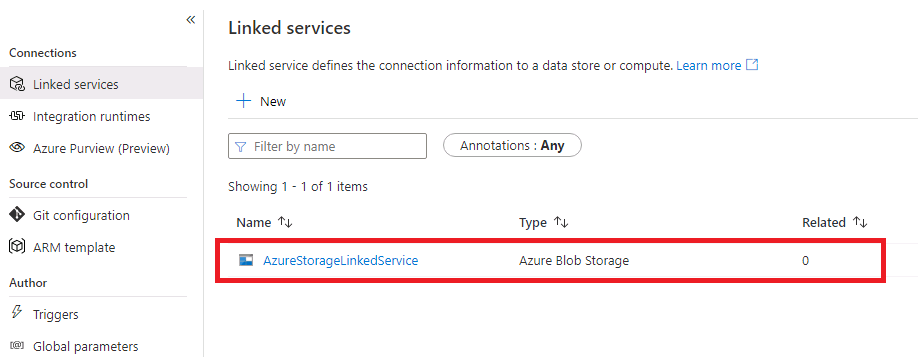 Connections
Linked services
Integration runtimes
Azure Purview (Preview)
Source control
Git configuration
ARM template
Author
Triggers
Global parameters
Linked services
Linked service defines the connection information to a data store or compute. Learn more
New
Filter by name
Annotations : Any
Showing 1 - 1 of 1 items
Name Type Related
AzureStorageLinkedService Azure Blob Storage 0